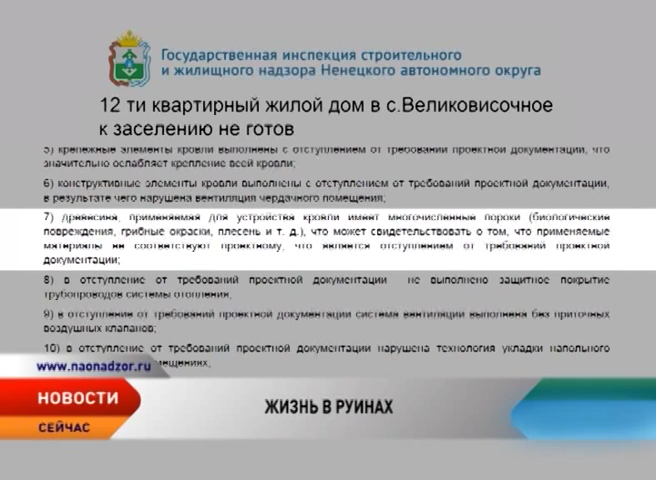 Государственная инспекция строительного
и жилищного надзора Ненецкого автономного округа
12 ти квартирный жилой дом в с.Великовисочное
к заселению не готов
5) крепежные элементы кровли выполнены с отступлением от требований проектной документации, что
значительно ослабляет крепление всей кровли;
6) конструктивные элементы кровли выполнены с отступлением от требований проектной документации,
в результате чего нарушена вентиляция чердачного помещения;
7) древесина, применяемая для устройства кровли имеет многочисленные пороки (биологические
повреждения, грибные окраски, плесень и т. д.), что может свидетельствовать о том, что применяемые
материалы не соответствуют проектному, что является отступлением от требований проектной
документации;
8) в отступление от требований проектной документации не выполнено защитное покрытие
трубопроводов системы отопления;
9) в отступление от требований проектной документации система вентиляции выполнена без приточных
воздушных клапанов;
10) в отступление от требований проектной документации нарушена технология укладки напольного
www.naonadzor.ru
НОВОСТИ
ЖИЗНЬ В РУИНАХ
СЕЙЧАС